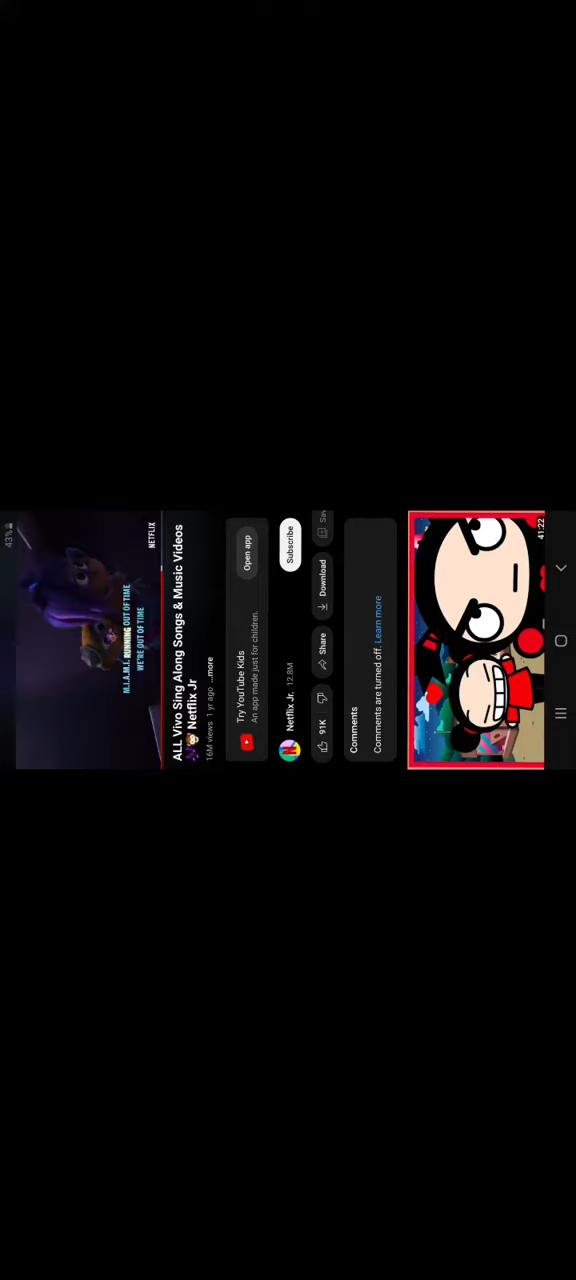 43%
NETFLIX
M.I.A.M.I. RUNNING OUT OF TIME
WE'RE OUT OF TIME
ALL Vivo Sing Along Songs & Music Videos
🎶🐵 Netflix Jr
16M views 1 yr ago ...more
Try YouTube Kids
An app made just for children.
Open app
Netflix Jr. 12.8M
Subscribe
91K
Share
Download
Sav
Comments
Comments are turned off. Learn more
41:22